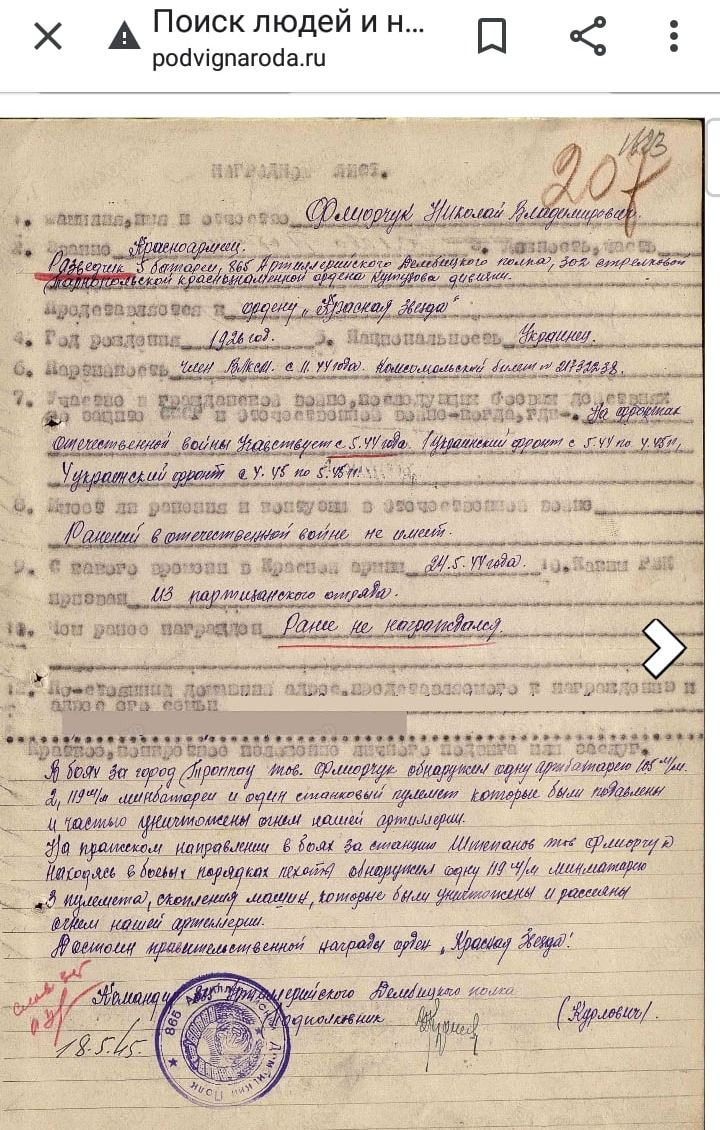 Поиск людей и н...
podvignaroda.ru
1823
207
НАГРАДНОЙ ЛИСТ.
1. Фамилия, имя и отчество Флиорчук Николай Владимирович.
2. Звание Красноармеец. 3. Должность, часть
Разведчик 5 батареи, 865 Артиллерийского Дембицкого полка, 302 стрелковой
Тарнопольской краснознаменной ордена Кутузова дивизии.
Представляется к ордену „Красная Звезда“
4. Год рождения 1926 год. 5. Национальность Украинец.
6. Партийность член ВЛКСМ. с 11.44 года. Комсомольский билет № 21732238.
7. Участие в гражданской войне, последующих боевых действиях
по защите СССР и отечественной войне-когда, где-. На фронтах
отечественной войны Участвует с 5.44 года. 1 украинский фронт с 5.44 по 4.45 г,
4 украинский фронт с 4.45 по 5.45 г.
8. Имеет ли ранения и контузии в отечественной войне
Ранений в отечественной войне не имеет.
9. С какого времени в Красной армии 24.5.44 года. 10. Каким РВК
призван из партизанского отряда.
11. Чем ранее награжден Ранее не награждался.
12. Постоянный домашний адрес, представляемого к награждению и
адрес его семьи
Краткое, конкретное изложение личного подвига или заслуг.
В боях за город Троппау тов. Флиорчук обнаружил одну артбатарею 105 м/м.
2, 119 м/м минбатареи и один станковый пулемет которые были подавлены
и частью уничтожены огнем нашей артиллерии.
На пражском направлении в боях за станцию Штепанов тов Флиорчук
находясь в боевых порядках пехоты обнаружил одну 119 м/м минматарею
3 пулемета, скопления машин, которые были уничтожены и рассеяны
огнем нашей артеллерии.
Достоин правительственной награды орден „Красная Звезда“!
Командир 865 Артиллерийского Дембицкого полка
подполковник (Курлович).
18.5.45.
865 Артиллерийский Дембицкий Полк